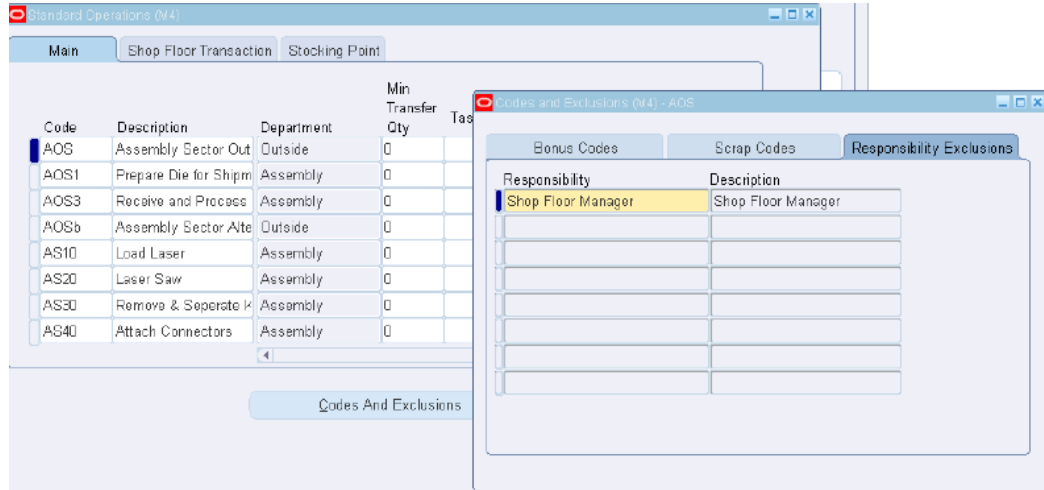 Standard Operations (M4)
Main Shop Floor Transaction Stocking Point
Min
Transfer
Code Description Department Qty Tas
AOS Assembly Sector Out Outside 0
AOS1 Prepare Die for Shipm Assembly 0
AOS3 Receive and Process Assembly 0
AOSb Assembly Sector Alte Outside 0
AS10 Load Laser Assembly 0
AS20 Laser Saw Assembly 0
AS30 Remove & Seperate K Assembly 0
AS40 Attach Connectors Assembly 0
Codes And Exclusions
Codes and Exclusions (M4) - AOS
Bonus Codes Scrap Codes Responsibility Exclusions
Responsibility Description
Shop Floor Manager Shop Floor Manager